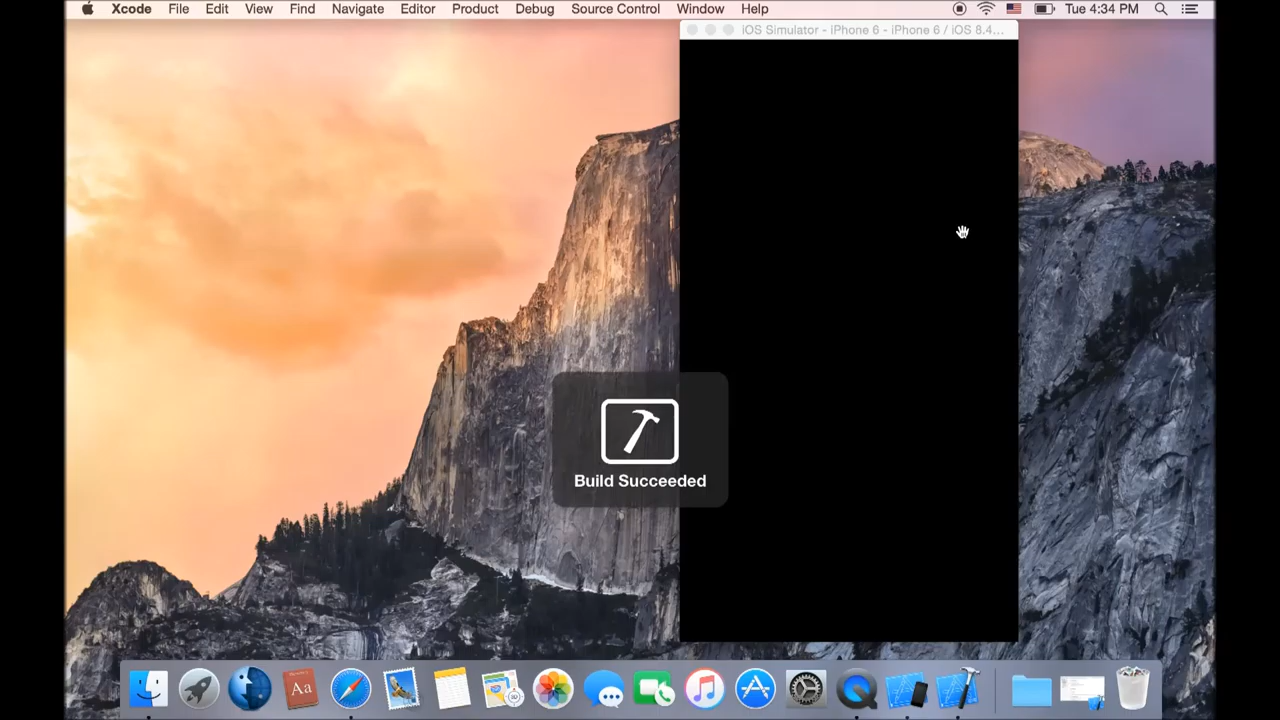 Xcode File Edit View Find Navigate Editor Product Debug Source Control Window Help Tue 4:34 PM
iOS Simulator - iPhone 6 - iPhone 6 / iOS 8.4...
Build Succeeded
Aa
3D